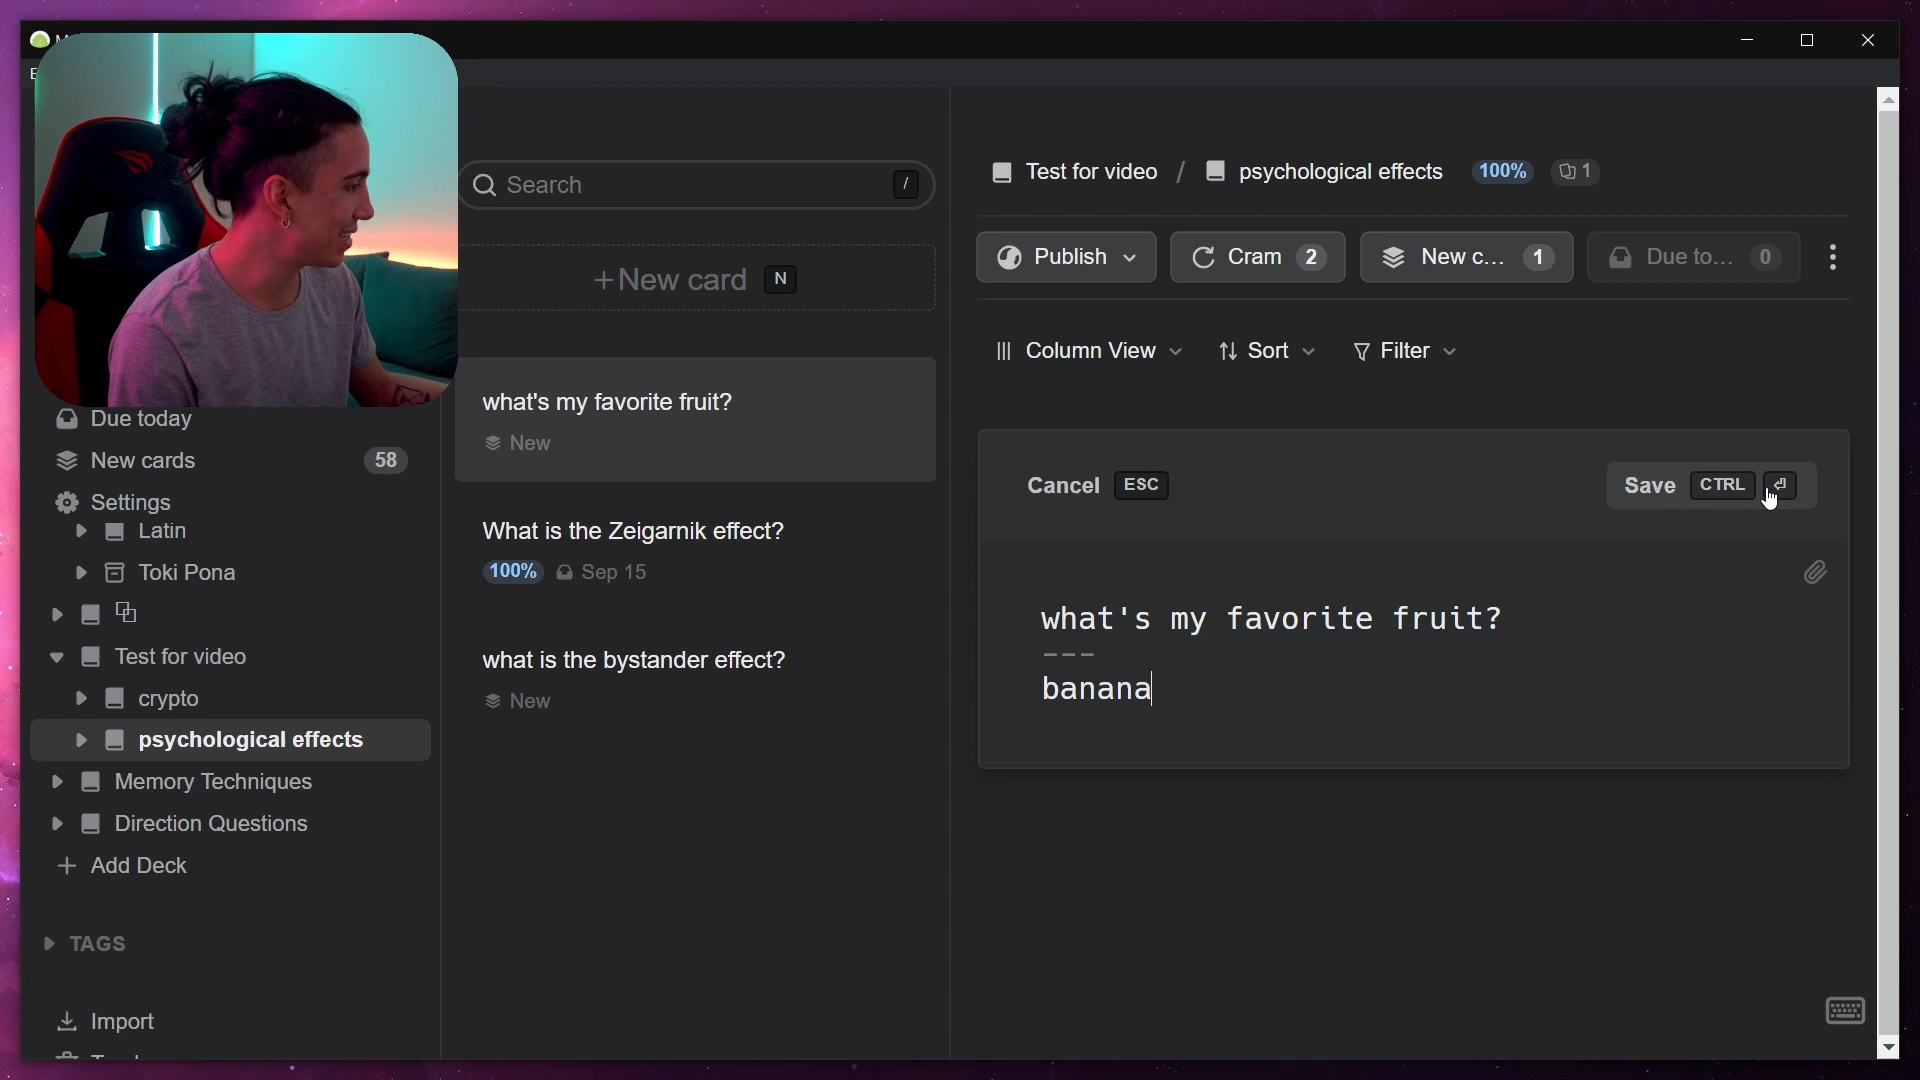 Search /
+ New card N
what's my favorite fruit?
New
What is the Zeigarnik effect?
100% Sep 15
what is the bystander effect?
New
Due today
New cards 58
Settings
Latin
Toki Pona
Test for video
crypto
psychological effects
Memory Techniques
Direction Questions
+ Add Deck
TAGS
Import
Test for video / psychological effects 100% 1
Publish Cram 2 New c... 1 Due to... 0
Column View Sort Filter
Cancel ESC Save CTRL ⏎
what's my favorite fruit?
---
banana